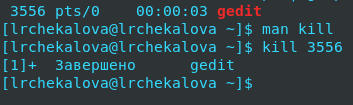 3556 pts/0    00:00:03 gedit
[lrchekalova@lrchekalova ~]$ man kill
[lrchekalova@lrchekalova ~]$ kill 3556
[1]+  Завершено      gedit
[lrchekalova@lrchekalova ~]$